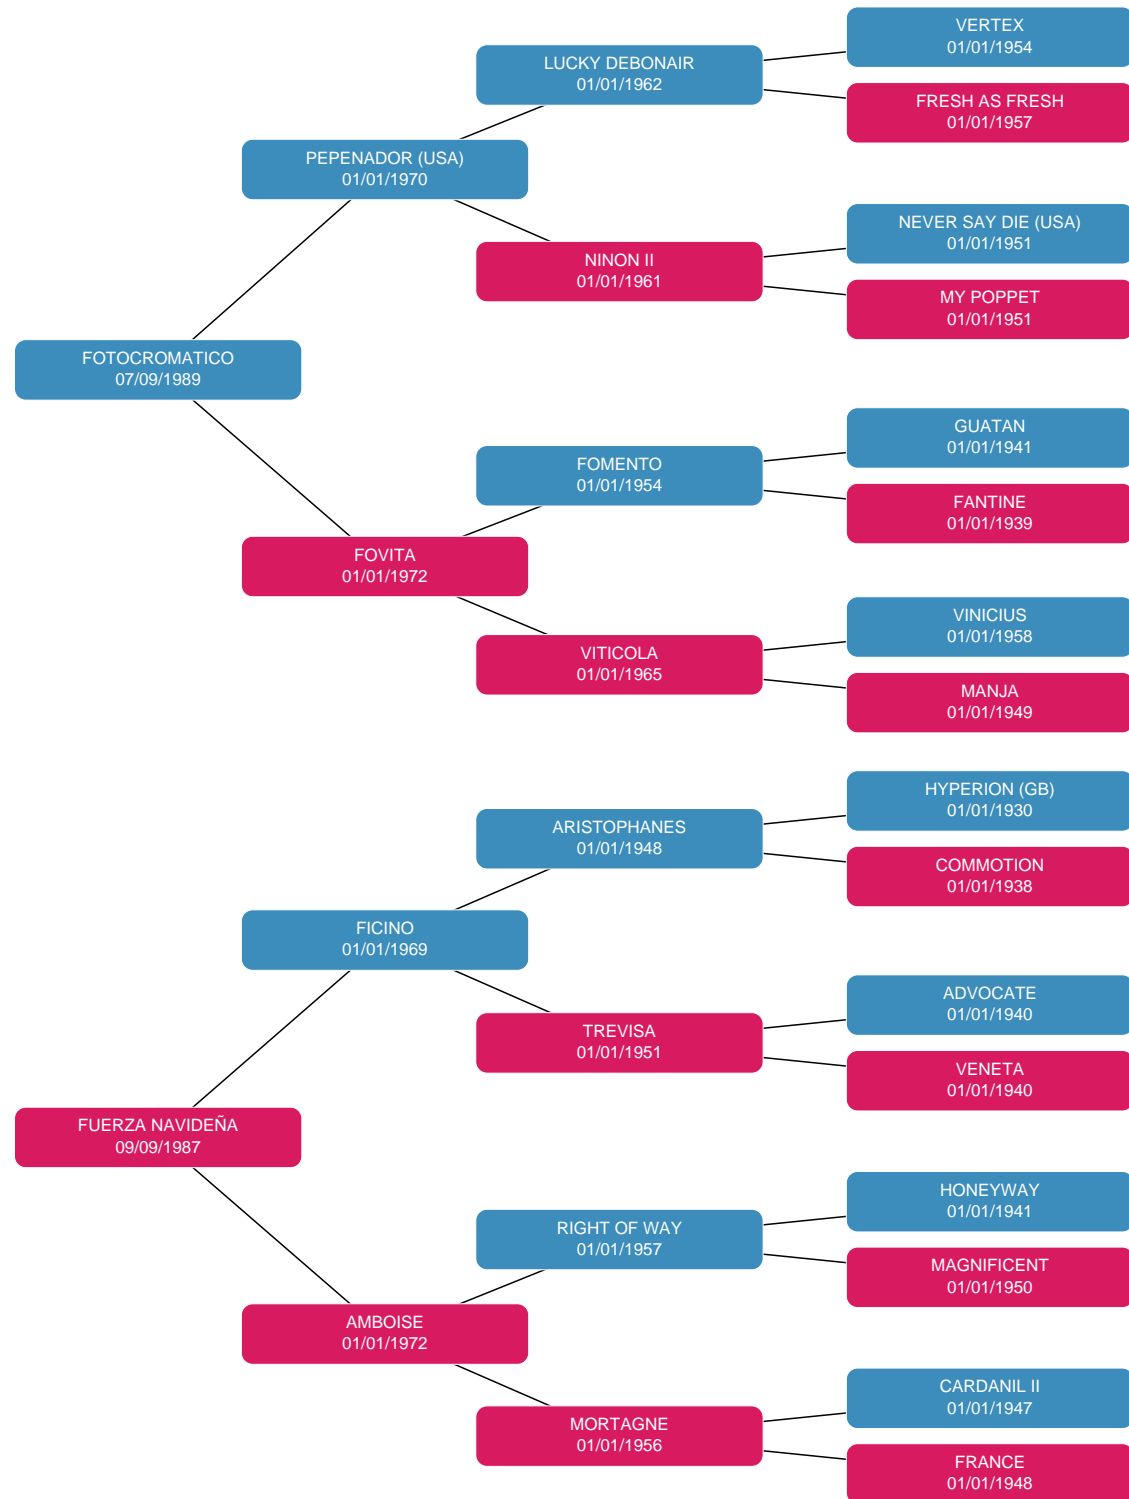 VERTEX
01/01/1954
LUCKY DEBONAIR
01/01/1962
FRESH AS FRESH
01/01/1957
PEPENADOR (USA)
01/01/1970
NEVER SAY DIE (USA)
01/01/1951
NINON II
01/01/1961
MY POPPET
01/01/1951
FOTOCROMATICO
07/09/1989
GUATAN
01/01/1941
FOMENTO
01/01/1954
FANTINE
01/01/1939
FOVITA
01/01/1972
VINICIUS
01/01/1958
VITICOLA
01/01/1965
MANJA
01/01/1949
HYPERION (GB)
01/01/1930
ARISTOPHANES
01/01/1948
COMMOTION
01/01/1938
FICINO
01/01/1969
ADVOCATE
01/01/1940
TREVISA
01/01/1951
VENETA
01/01/1940
FUERZA NAVIDEÑA
09/09/1987
HONEYWAY
01/01/1941
RIGHT OF WAY
01/01/1957
MAGNIFICENT
01/01/1950
AMBOISE
01/01/1972
CARDANIL II
01/01/1947
MORTAGNE
01/01/1956
FRANCE
01/01/1948